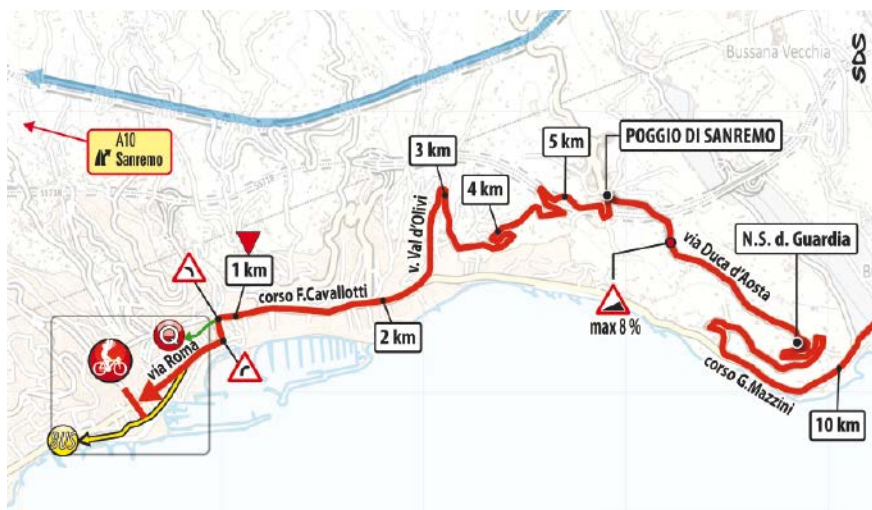 Bussana Vecchia
SDS
A10
Sanremo
3 km
5 km
POGGIO DI SANREMO
4 km
v. Val d'Olivi
via Duca d'Aosta
N.S. d. Guardia
1 km
corso F.Cavallotti
max 8 %
2 km
via Roma
corso G.Mazzini
10 km
BUS